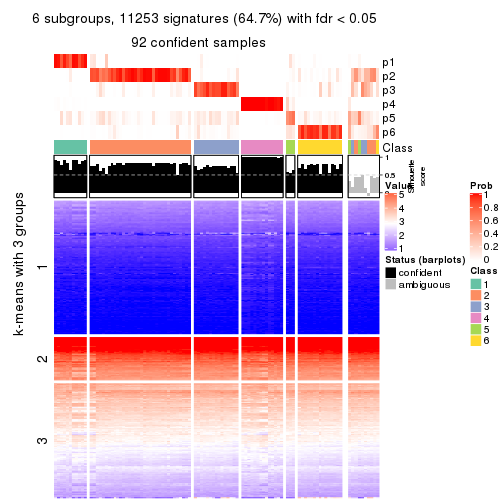 6 subgroups, 11253 signatures (64.7%) with fdr < 0.05
92 confident samples
p1
p2
p3
p4
p5
p6
Class
1
0.5
0
Silhouette
score
k-means with 3 groups
1
2
3
Value
5
4
3
2
1
Status (barplots)
confident
ambiguous
Prob
1
0.8
0.6
0.4
0.2
0
Class
1
2
3
4
5
6